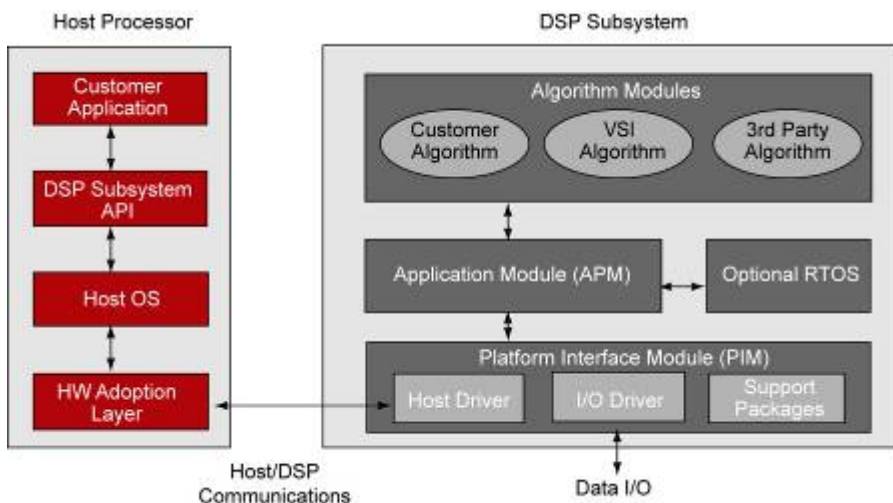 Host Processor
DSP Subsystem
Customer
Application
DSP Subsystem
API
Host OS
HW Adoption
Layer
Algorithm Modules
Customer
Algorithm
VSI
Algorithm
3rd Party
Algorithm
Application Module (APM)
Optional RTOS
Platform Interface Module (PIM)
Host Driver
I/O Driver
Support
Packages
Host/DSP
Communications
Data I/O